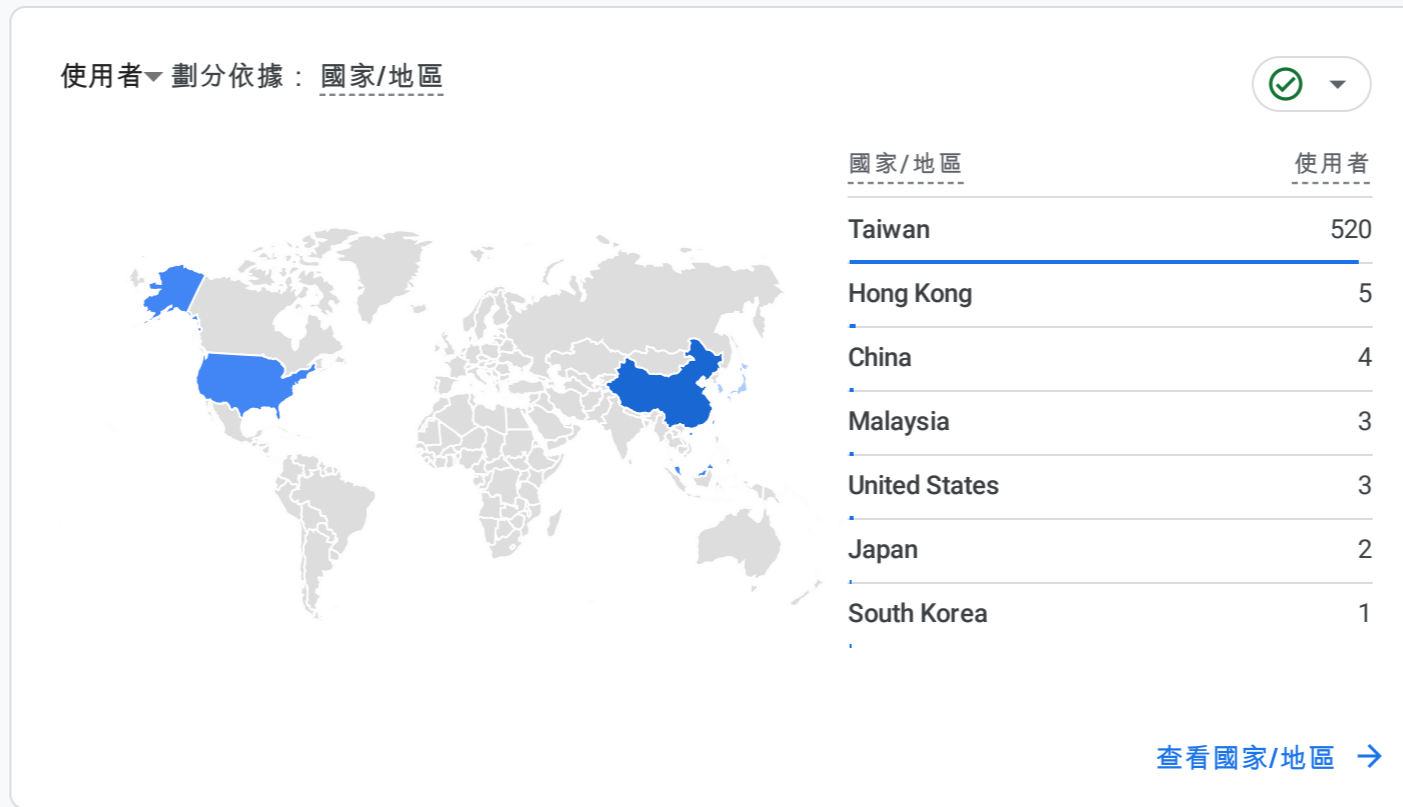 使用者 劃分依據： 國家/地區
國家/地區 使用者
Taiwan 520
Hong Kong 5
China 4
Malaysia 3
United States 3
Japan 2
South Korea 1
查看國家/地區